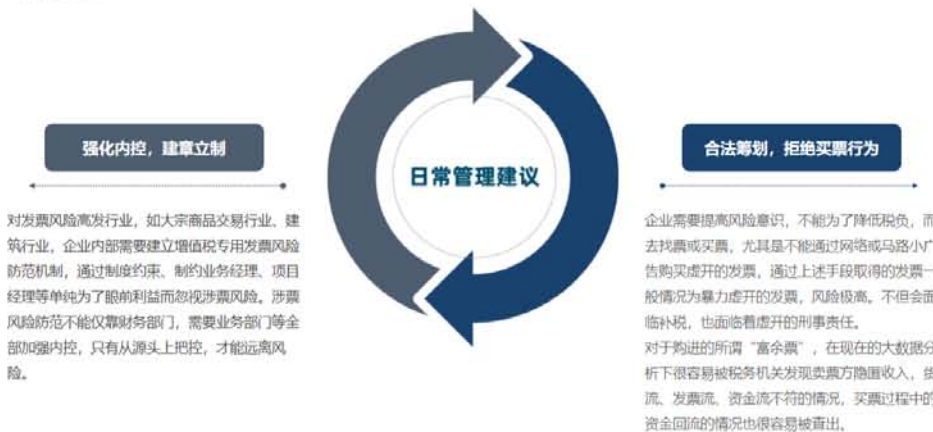 日常管理建议
强化内控，建章立制
对发票风险高发行业，如大宗商品交易行业、建
筑行业，企业内部需要建立增值税专用发票风险
防范机制，通过制度约束、制约业务经理、项目
经理等单纯为了眼前利益而忽视涉票风险。涉票
风险防范不能仅靠财务部门，需要业务部门等全
部加强内控，只有从源头上把控，才能远离风
险。
合法筹划，拒绝买票行为
企业需要提高风险意识，不能为了降低税负，而
去找票或买票，尤其是不能通过网络或马路小广
告购买虚开的发票，通过上述手段取得的发票一
般情况为暴力虚开的发票，风险极高。不但会面
临补税，也面临着虚开的刑事责任。
对于购进的所谓“富余票”，在现在的大数据分
析下很容易被税务机关发现卖票方隐匿收入，
流、发票流、资金流不符的情况，买票过程中的
资金回流的情况也很容易被查出。